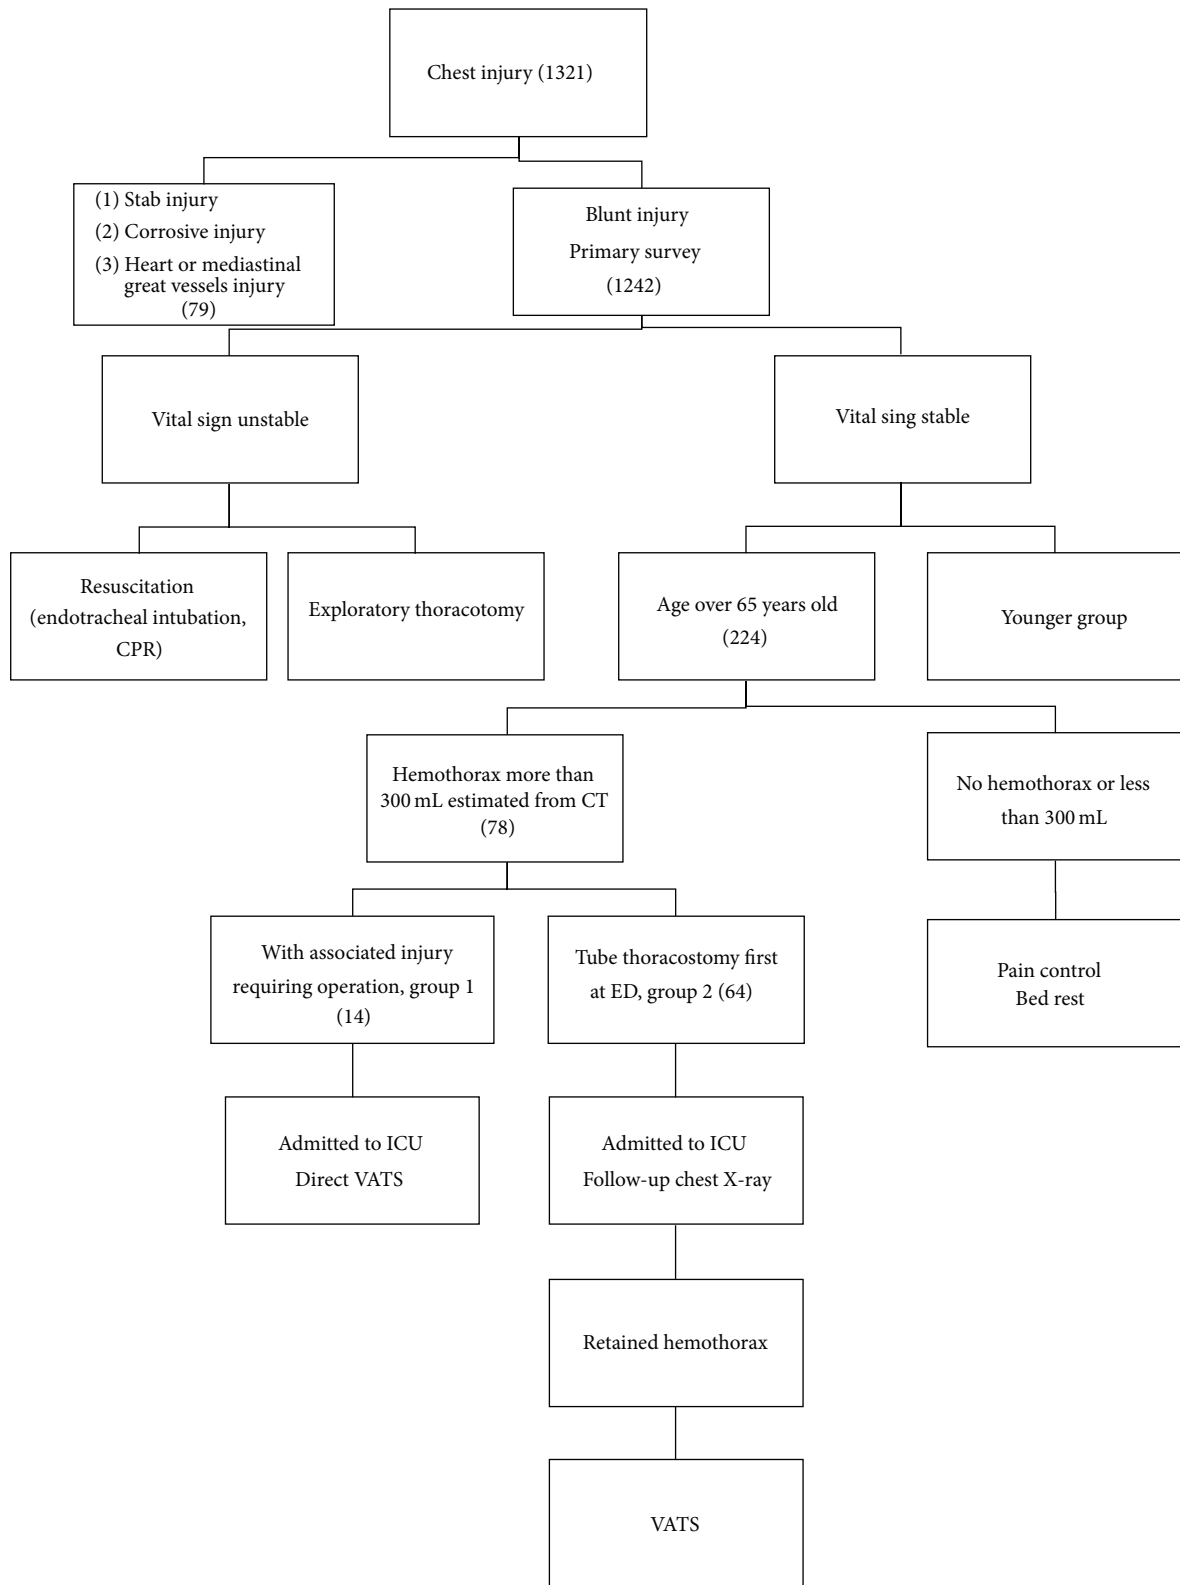 Chest injury (1321)
(1) Stab injury
(2) Corrosive injury
(3) Heart or mediastinal
great vessels injury
(79)
Blunt injury
Primary survey
(1242)
Vital sign unstable
Vital sing stable
Resuscitation
(endotracheal intubation,
CPR)
Exploratory thoracotomy
Age over 65 years old
(224)
Younger group
Hemothorax more than
300 mL estimated from CT
(78)
No hemothorax or less
than 300 mL
With associated injury
requiring operation, group 1
(14)
Tube thoracostomy first
at ED, group 2 (64)
Pain control
Bed rest
Admitted to ICU
Direct VATS
Admitted to ICU
Follow-up chest X-ray
Retained hemothorax
VATS